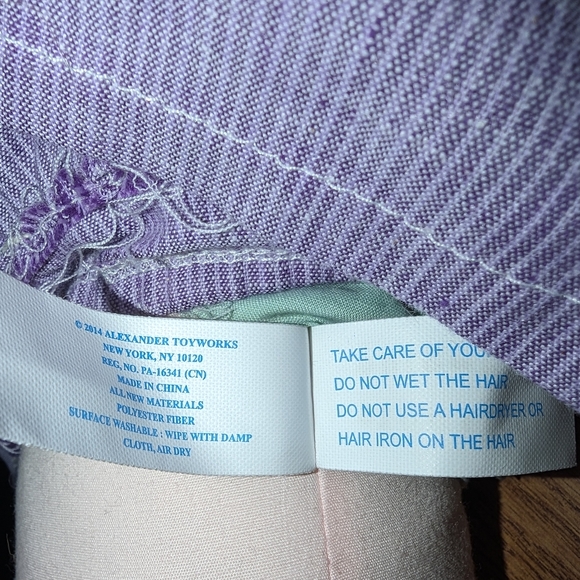 © 2014 ALEXANDER TOYWORKS
NEW YORK, NY 10120
REG, NO. PA-16341 (CN)
MADE IN CHINA
ALL NEW MATERIALS
POLYESTER FIBER
SURFACE WASHABLE : WIPE WITH DAMP
CLOTH, AIR DRY
TAKE CARE OF YOU
DO NOT WET THE HAIR
DO NOT USE A HAIRDRYER OR
HAIR IRON ON THE HAIR